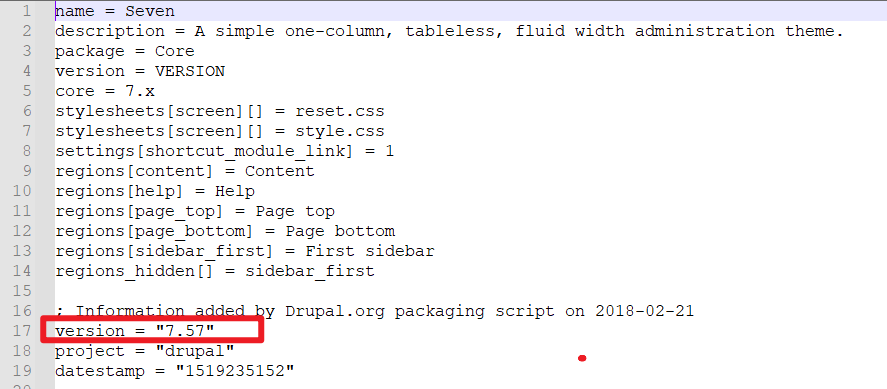 1 name = Seven
2 description = A simple one-column, tableless, fluid width administration theme.
3 package = Core
4 version = VERSION
5 core = 7.x
6 stylesheets[screen][] = reset.css
7 stylesheets[screen][] = style.css
8 settings[shortcut_module_link] = 1
9 regions[content] = Content
10 regions[help] = Help
11 regions[page_top] = Page top
12 regions[page_bottom] = Page bottom
13 regions[sidebar_first] = First sidebar
14 regions_hidden[] = sidebar_first
15
16 ; Information added by Drupal.org packaging script on 2018-02-21
17 version = "7.57"
18 project = "drupal"
19 datestamp = "1519235152"